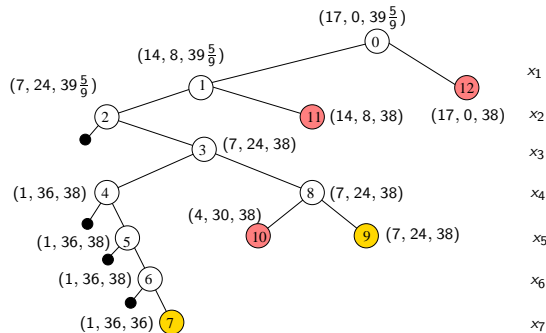 (17, 0, 39 5/9)
0
(14, 8, 39 5/9)
x₁
(7, 24, 39 5/9)
1
12
2
11
(14, 8, 38)
(17, 0, 38)
x₂
3
(7, 24, 38)
x₃
(1, 36, 38)
4
8
(7, 24, 38)
x₄
(4, 30, 38)
(1, 36, 38)
5
10
9
(7, 24, 38)
x₅
(1, 36, 38)
6
x₆
(1, 36, 36)
7
x₇